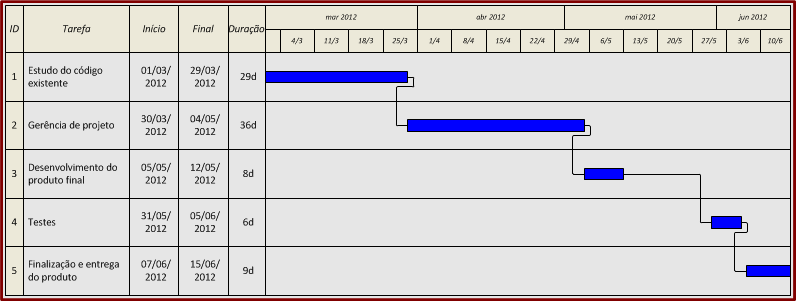 ID Tarefa Início Final Duração mar 2012 abr 2012 mai 2012 jun 2012
4/3 11/3 18/3 25/3 1/4 8/4 15/4 22/4 29/4 6/5 13/5 20/5 27/5 3/6 10/6
1 Estudo do código existente 01/03/2012 29/03/2012 29d
2 Gerência de projeto 30/03/2012 04/05/2012 36d
3 Desenvolvimento do produto final 05/05/2012 12/05/2012 8d
4 Testes 31/05/2012 05/06/2012 6d
5 Finalização e entrega do produto 07/06/2012 15/06/2012 9d